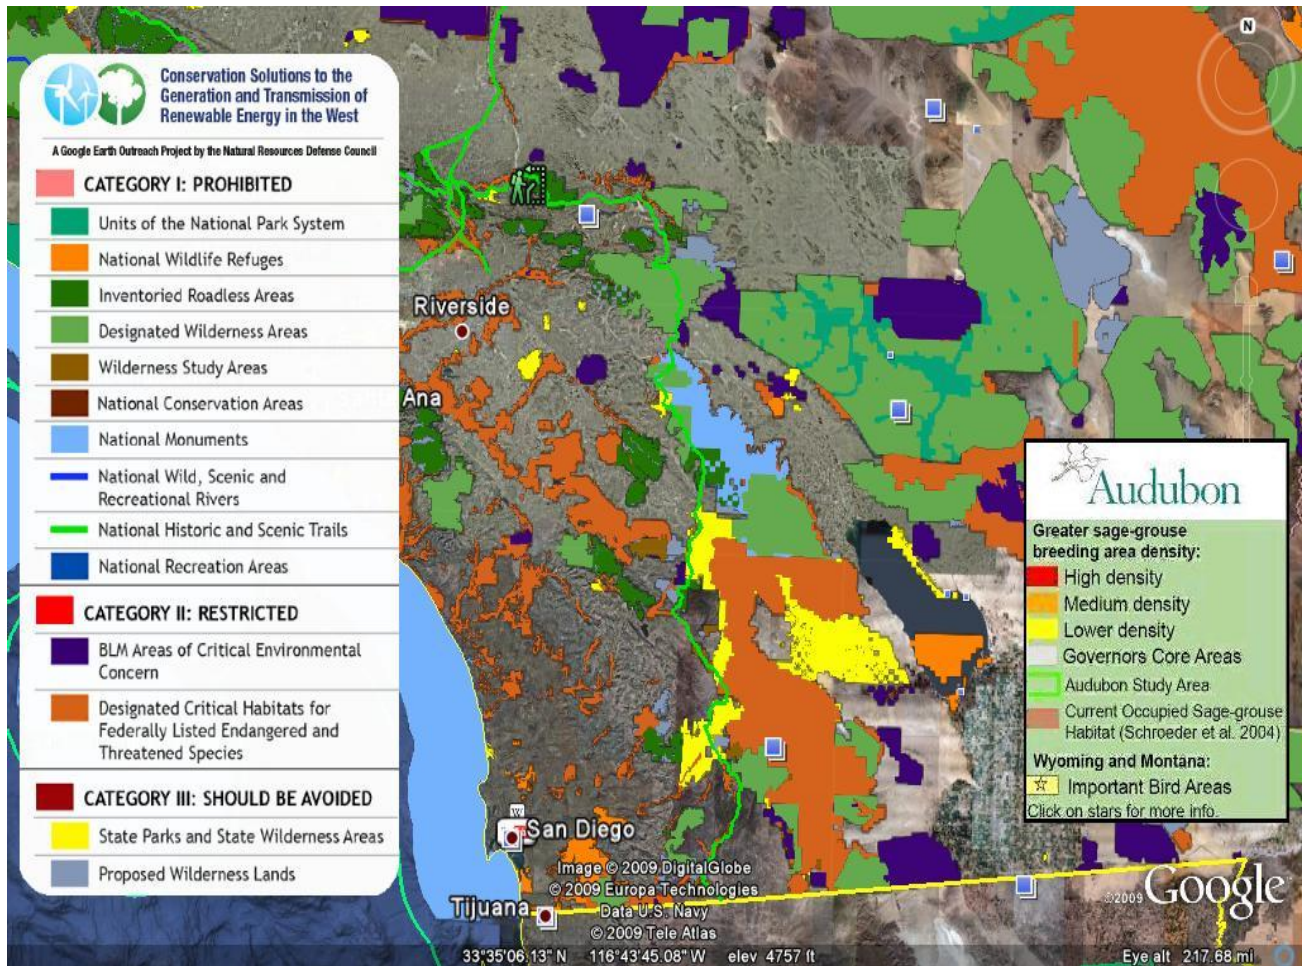 Conservation Solutions to the
Generation and Transmission of
Renewable Energy in the West
A Google Earth Outreach Project by the Natural Resources Defense Council
CATEGORY I: PROHIBITED
Units of the National Park System
National Wildlife Refuges
Inventoried Roadless Areas
Designated Wilderness Areas
Wilderness Study Areas
National Conservation Areas
National Monuments
National Wild, Scenic and
Recreational Rivers
National Historic and Scenic Trails
National Recreation Areas
CATEGORY II: RESTRICTED
BLM Areas of Critical Environmental
Concern
Designated Critical Habitats for
Federally Listed Endangered and
Threatened Species
CATEGORY III: SHOULD BE AVOIDED
State Parks and State Wilderness Areas
Proposed Wilderness Lands
N
Riverside
Ana
San Diego
Tijuana
Audubon
Greater sage-grouse
breeding area density:
High density
Medium density
Lower density
Governors Core Areas
Audubon Study Area
Current Occupied Sage-grouse
Habitat (Schroeder et al. 2004)
Wyoming and Montana:
Important Bird Areas
Click on stars for more info.
Image © 2009 DigitalGlobe
© 2009 Europa Technologies
Data U.S. Navy
© 2009 Tele Atlas
©2009 Google
33°35'06.13" N 116°43'45.08" W elev 4757 ft
Eye alt 217.68 mi